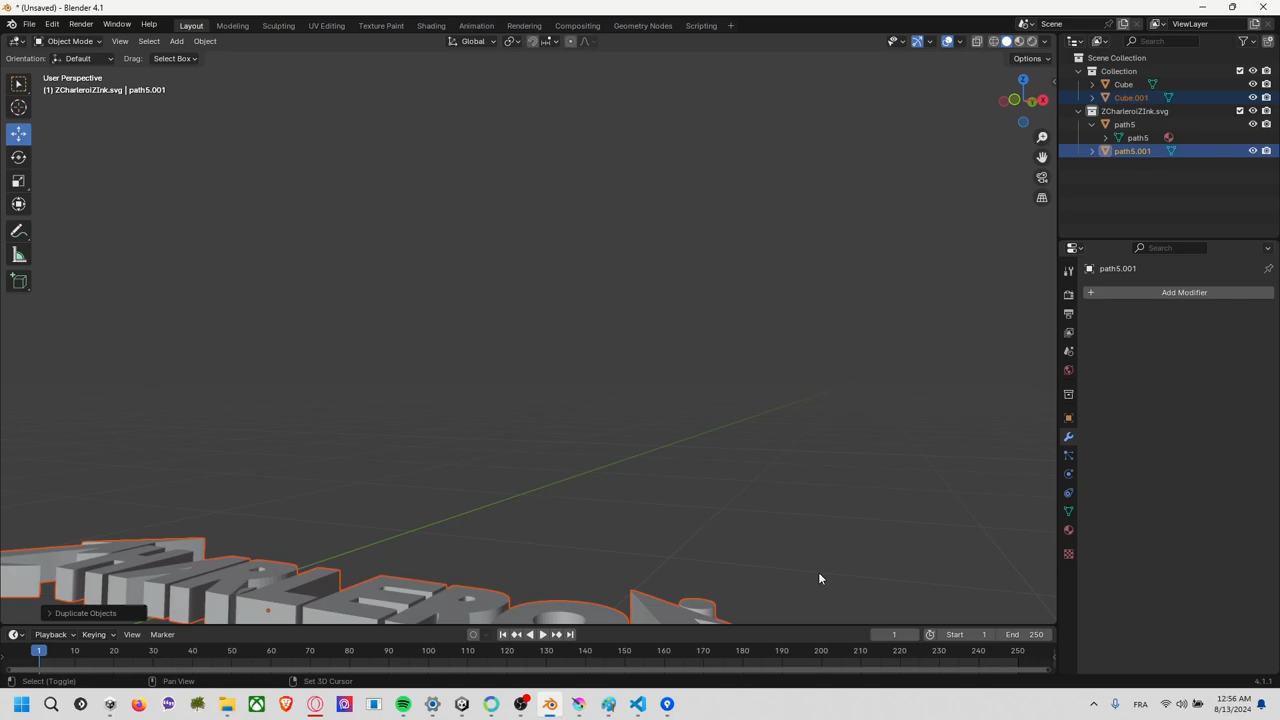 * (Unsaved) - Blender 4.1
File Edit Render Window Help Layout Modeling Sculpting UV Editing Texture Paint Shading Animation Rendering Compositing Geometry Nodes Scripting + Scene ViewLayer
Object Mode View Select Add Object Global Search
Orientation: Default Drag: Select Box Options
User Perspective
(1) ZCharleroiZInk.svg | path5.001
Z
X
Y
Scene Collection
Collection
Cube
Cube.001
ZCharleroiZInk.svg
path5
path5
path5.001
Search
path5.001
+ Add Modifier
> Duplicate Objects
Playback Keying View Marker 1 Start 1 End 250
1 10 20 30 40 50 60 70 80 90 100 110 120 130 140 150 160 170 180 190 200 210 220 230 240 250
Select (Toggle) Pan View Set 3D Cursor 4.1.1
FRA 12:56 AM
8/13/2024